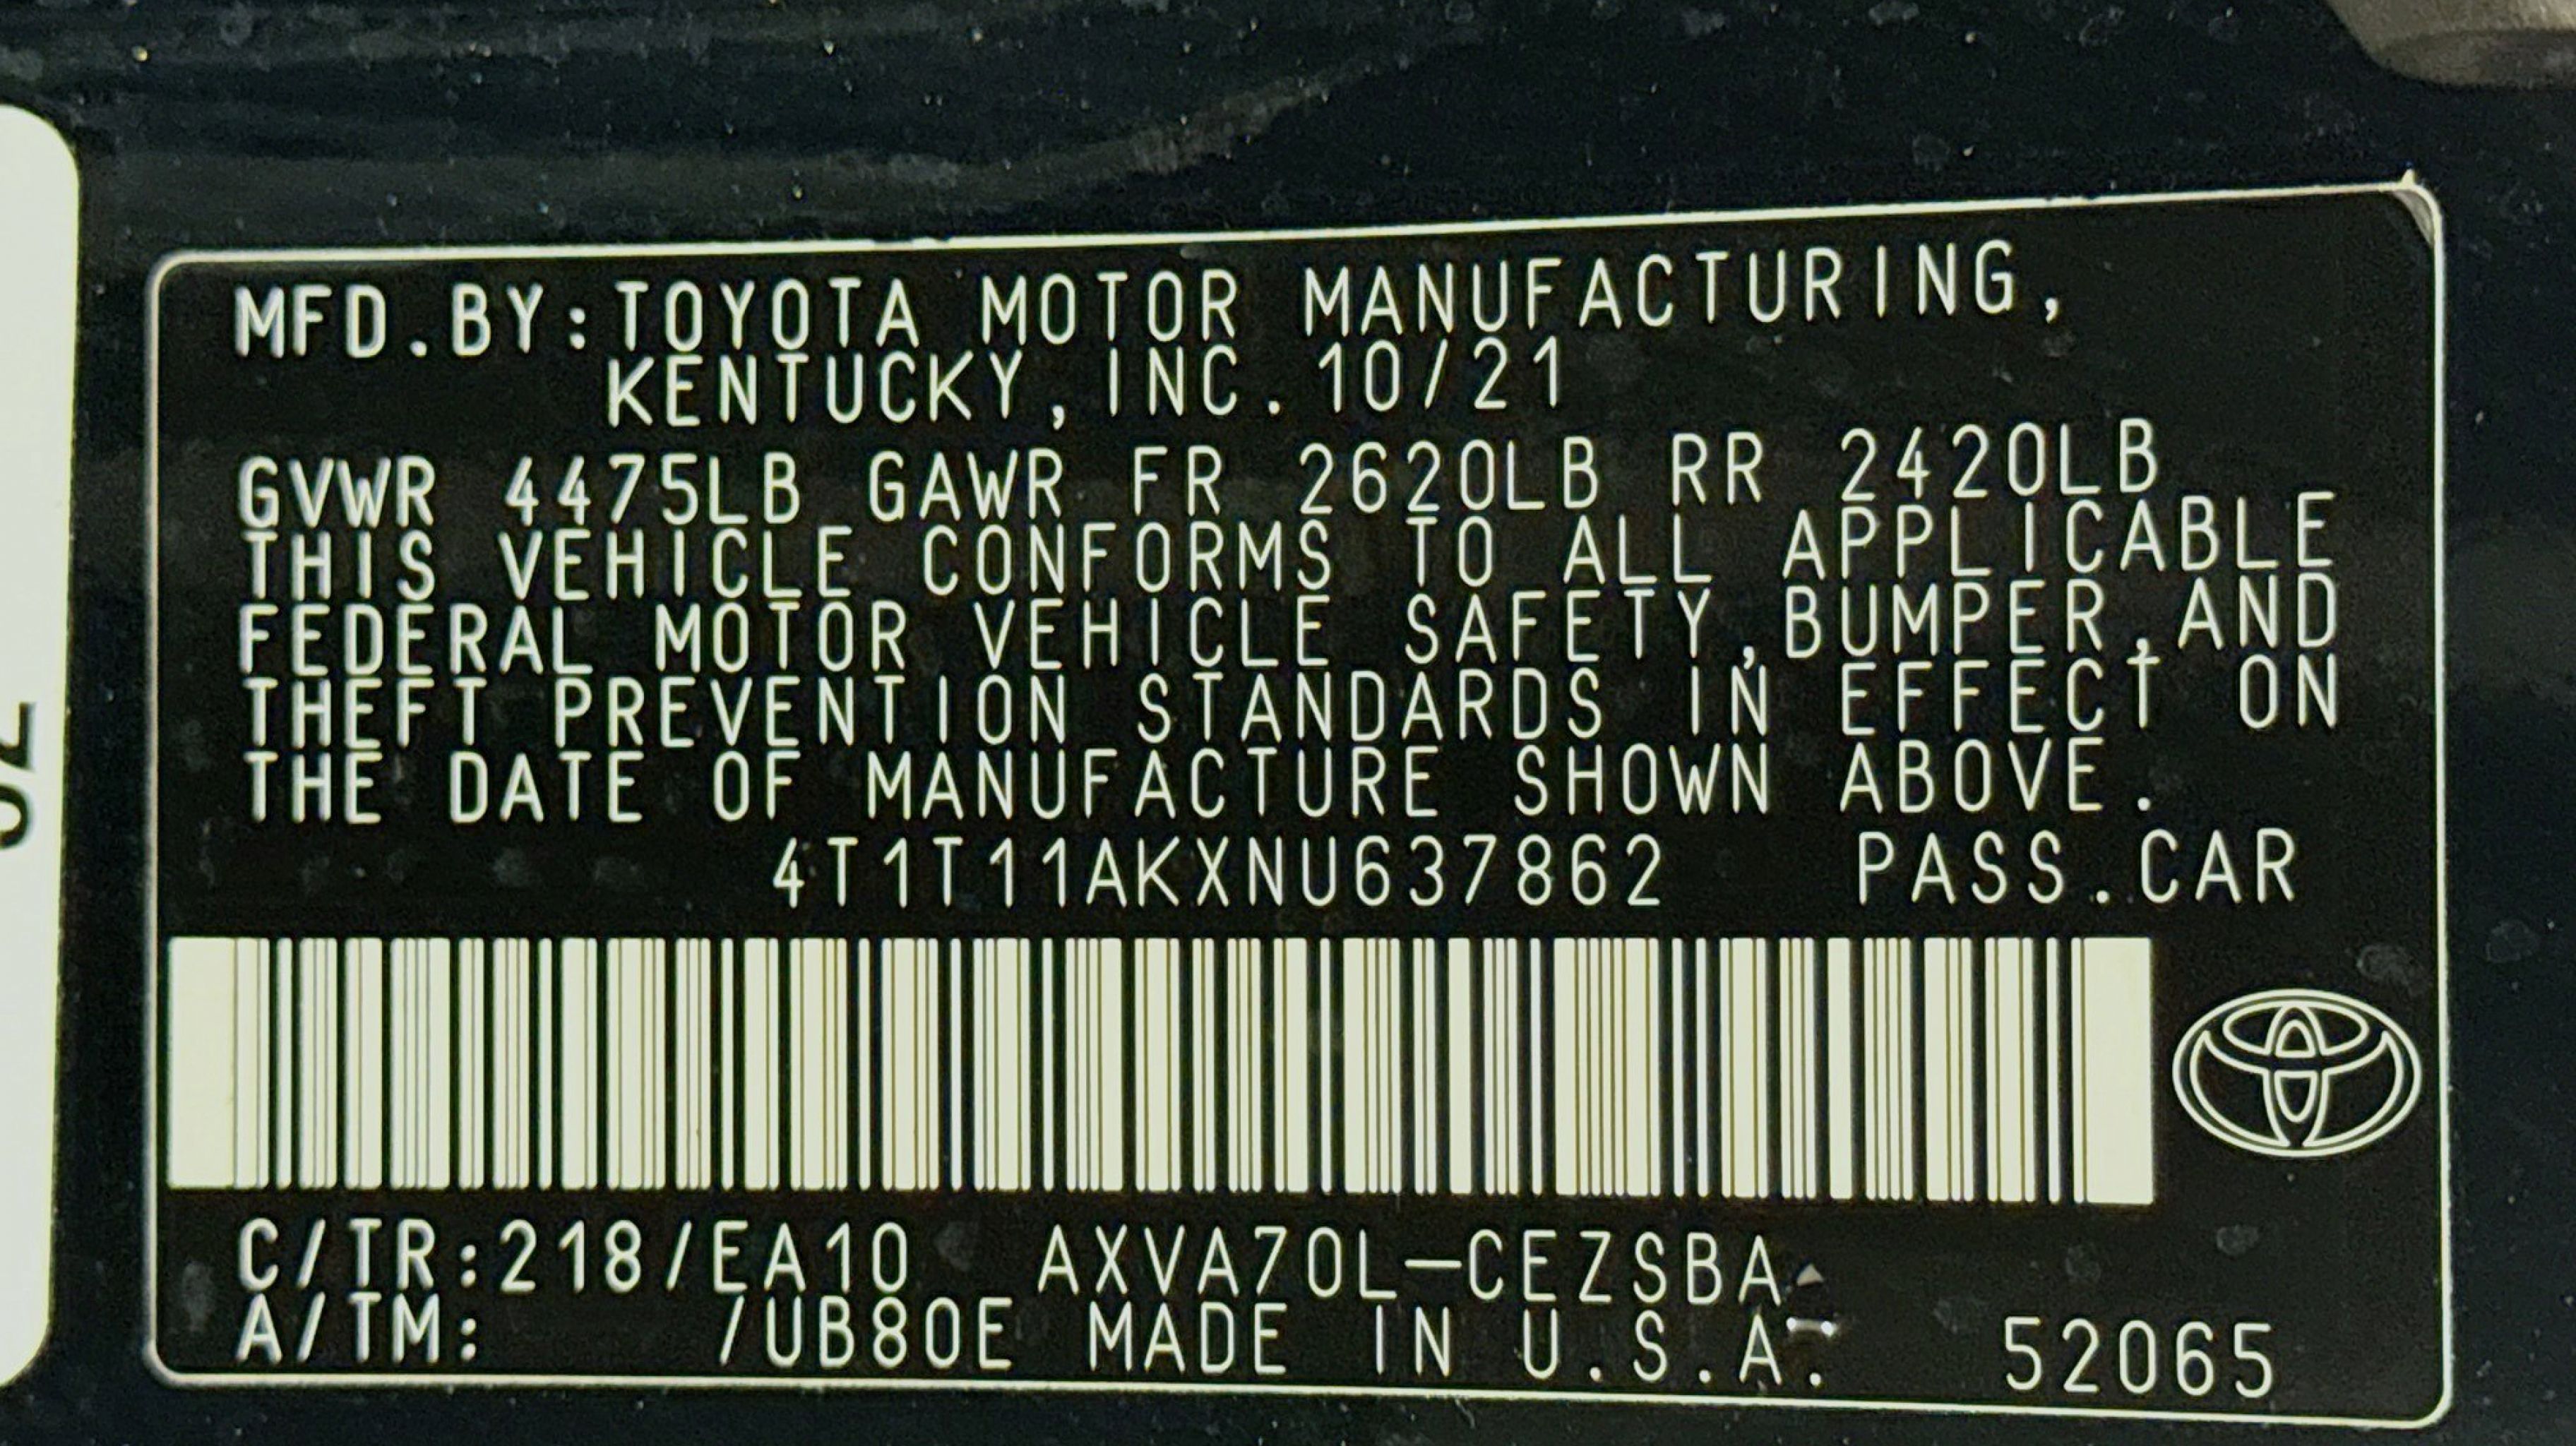 MFD.BY:TOYOTA MOTOR MANUFACTURING,
KENTUCKY, INC. 10/21
GVWR 4475LB GAWR FR 2620LB RR 2420LB
THIS VEHICLE CONFORMS TO ALL APPLICABLE
FEDERAL MOTOR VEHICLE SAFETY,BUMPER,AND
THEFT PREVENTION STANDARDS IN EFFECT ON
THE DATE OF MANUFACTURE SHOWN ABOVE.
4T1T11AKXNU637862 PASS.CAR
C/TR:218/EA10 AXVA70L-CEZSBA
A/TM: /UB80E MADE IN U.S.A. 52065